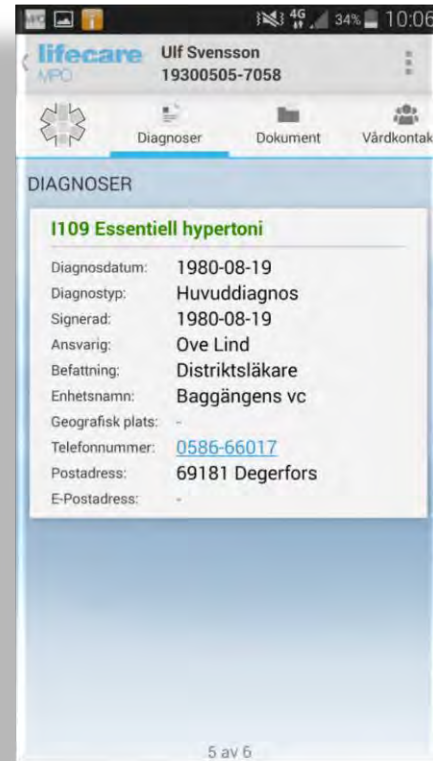 MPO 4G 34% 10:06
lifecare Ulf Svensson
MPO 19300505-7058
Diagnoser Dokument Vårdkontak
DIAGNOSER
I109 Essentiell hypertoni
Diagnosdatum: 1980-08-19
Diagnostyp: Huvuddiagnos
Signerad: 1980-08-19
Ansvarig: Ove Lind
Befattning: Distriktsläkare
Enhetsnamn: Baggängens vc
Geografisk plats: -
Telefonnummer: 0586-66017
Postadress: 69181 Degerfors
E-Postadress: -
5 av 6